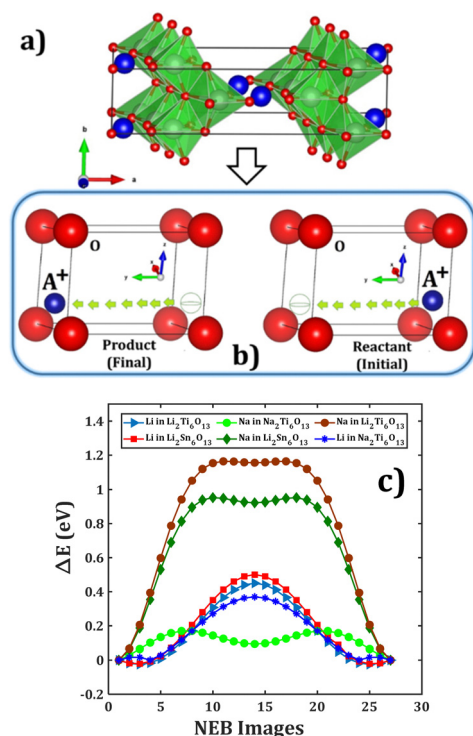 a)
b
a
O
A⁺
z
x
y
Product
(Final)
b)
O
A⁺
z
x
y
Reactant
(Initial)
c)
Li in Li₂Ti₆O₁₃ Na in Na₂Ti₆O₁₃ Na in Li₂Ti₆O₁₃
Li in Li₂Sn₆O₁₃ Na in Li₂Sn₆O₁₃ Li in Na₂Ti₆O₁₃
ΔE (eV)
1.4
1.2
1
0.8
0.6
0.4
0.2
0
-0.2
0 5 10 15 20 25 30
NEB Images